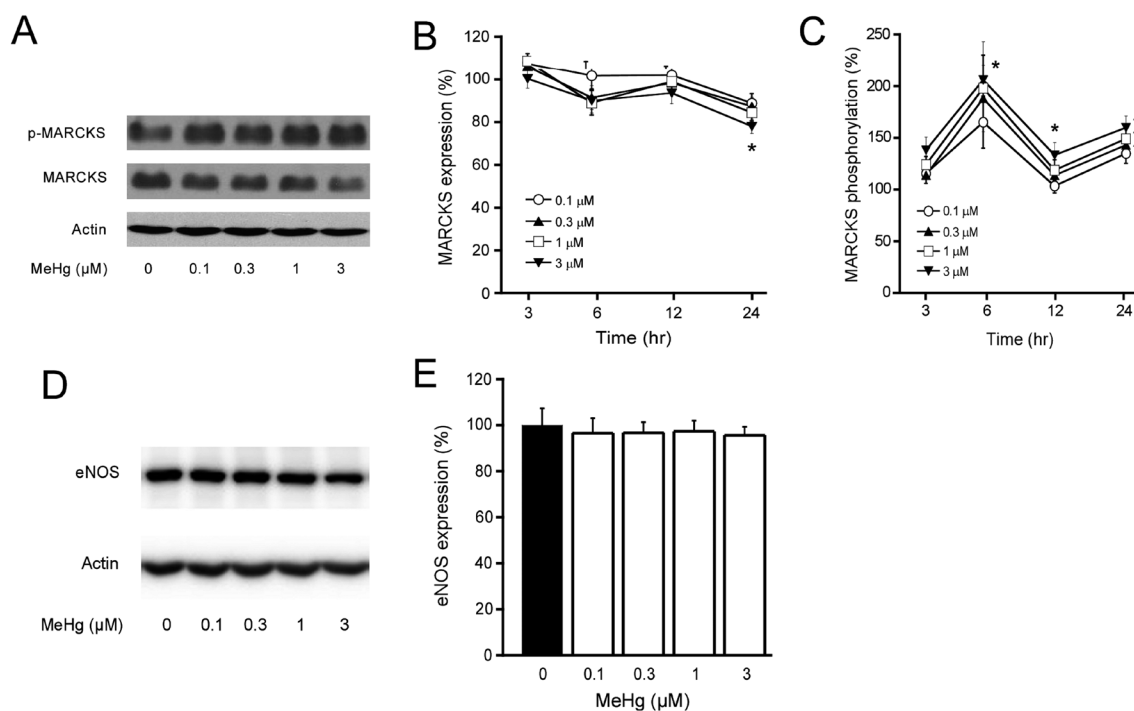 A
p-MARCKS
MARCKS
Actin
MeHg (µM) 0 0.1 0.3 1 3
B
MARCKS expression (%)
120
100
80
60
40
20
0
0.1 µM
0.3 µM
1 µM
3 µM
*
3 6 12 24
Time (hr)
C
MARCKS phosphorylation (%)
250
200
150
100
50
0
* *
0.1 µM
0.3 µM
1 µM
3 µM
3 6 12 24
Time (hr)
D
eNOS
Actin
MeHg (µM) 0 0.1 0.3 1 3
E
eNOS expression (%)
120
100
80
60
40
20
0
0 0.1 0.3 1 3
MeHg (µM)